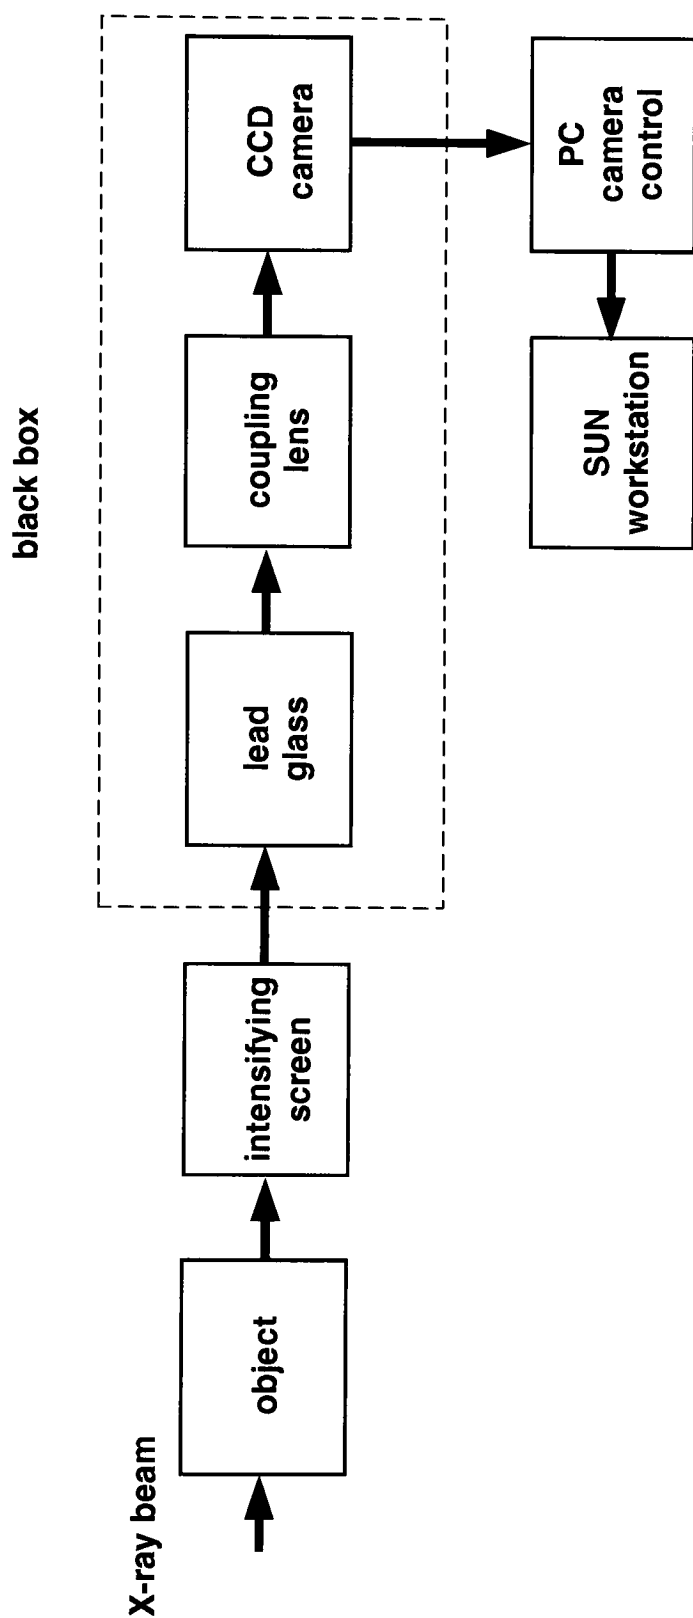 black box
X-ray beam
object
intensifying
screen
lead
glass
coupling
lens
CCD
camera
SUN
workstation
PC
camera
control